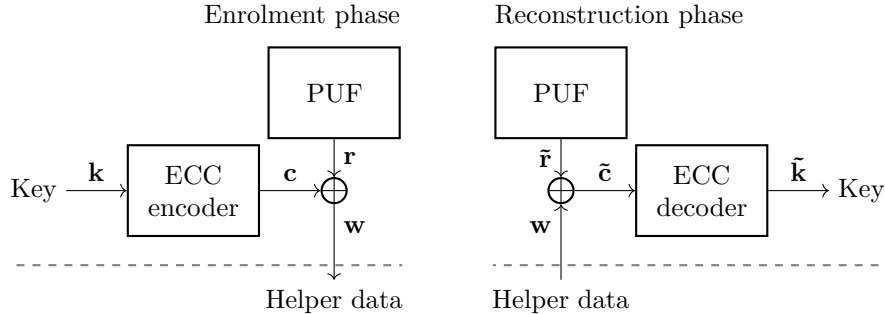 Enrolment phase
Reconstruction phase
PUF
PUF
r
r̃
Key
k
ECC
encoder
c
c̃
ECC
decoder
k̃
Key
w
w
Helper data
Helper data